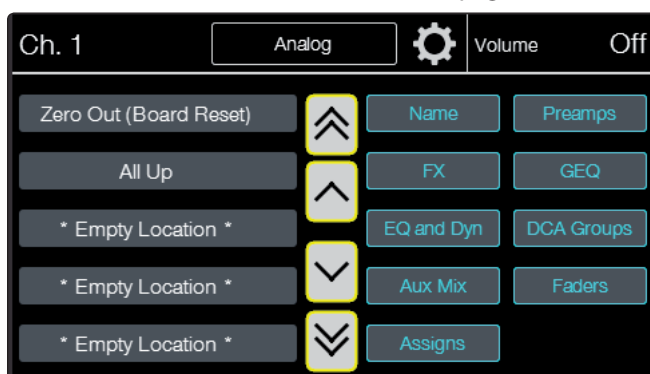 Ch. 1 Analog Volume Off
Zero Out (Board Reset) Name Preamps
All Up FX GEQ
* Empty Location * EQ and Dyn DCA Groups
* Empty Location * Aux Mix Faders
* Empty Location * Assigns